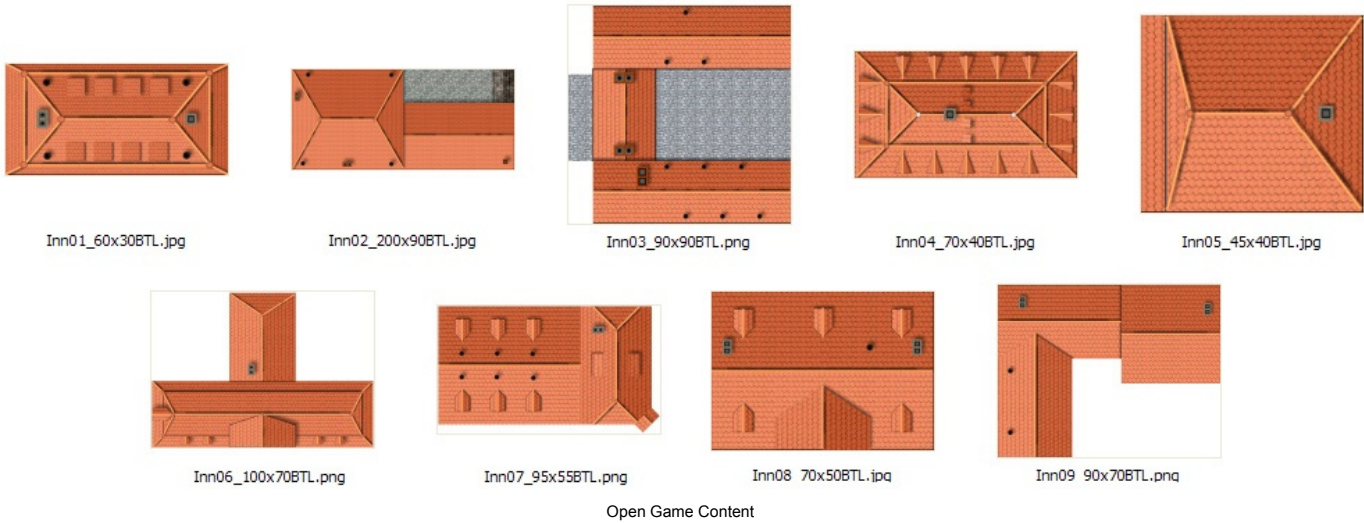 Inn01_60x30BTL.jpg
Inn02_200x90BTL.jpg
Inn03_90x90BTL.png
Inn04_70x40BTL.jpg
Inn05_45x40BTL.jpg
Inn06_100x70BTL.png
Inn07_95x55BTL.png
Inn08_70x50BTL.jpg
Inn09_90x70BTL.png
Open Game Content